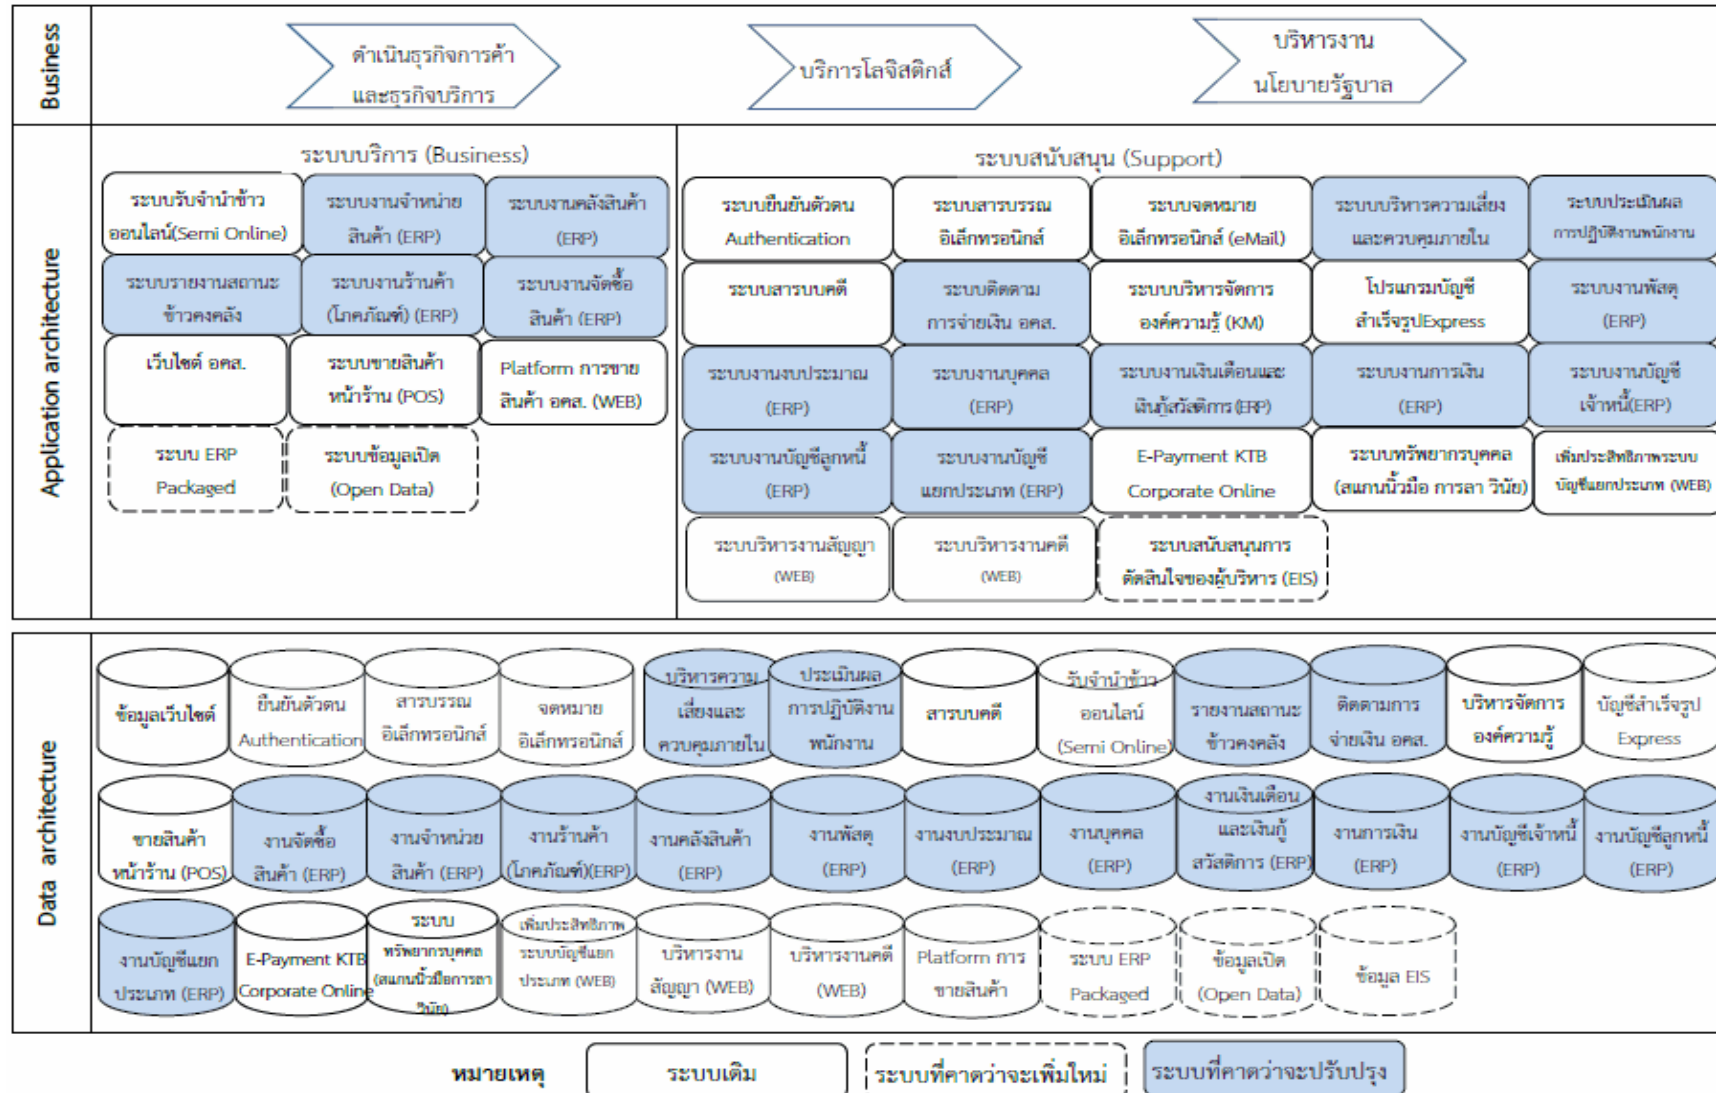 Business
ดำเนินธุรกิจการค้า
และธุรกิจบริการ
บริการโลจิสติกส์
บริหารงาน
นโยบายรัฐบาล
Application architecture
ระบบบริการ (Business)
ระบบรับจำนำข้าว
ออนไลน์(Semi Online)
ระบบงานจำหน่าย
สินค้า (ERP)
ระบบงานคลังสินค้า
(ERP)
ระบบรายงานสถานะ
ข้าวคงคลัง
ระบบงานร้านค้า
(โภคภัณฑ์) (ERP)
ระบบงานจัดซื้อ
สินค้า (ERP)
เว็บไซต์ อคส.
ระบบขายสินค้า
หน้าร้าน (POS)
Platform การขาย
สินค้า อคส. (WEB)
ระบบ ERP
Packaged
ระบบข้อมูลเปิด
(Open Data)
ระบบสนับสนุน (Support)
ระบบยืนยันตัวตน
Authentication
ระบบสารบรรณ
อิเล็กทรอนิกส์
ระบบจดหมาย
อิเล็กทรอนิกส์ (eMail)
ระบบบริหารความเสี่ยง
และควบคุมภายใน
ระบบประเมินผล
การปฏิบัติงานพนักงาน
ระบบสารบบคดี
ระบบติดตาม
การจ่ายเงิน อคส.
ระบบบริหารจัดการ
องค์ความรู้ (KM)
โปรแกรมบัญชี
สำเร็จรูปExpress
ระบบงานพัสดุ
(ERP)
ระบบงานงบประมาณ
(ERP)
ระบบงานบุคคล
(ERP)
ระบบงานเงินเดือนและ
เงินกู้สวัสดิการ (ERP)
ระบบงานการเงิน
(ERP)
ระบบงานบัญชี
เจ้าหนี้(ERP)
ระบบงานบัญชีลูกหนี้
(ERP)
ระบบงานบัญชี
แยกประเภท (ERP)
E-Payment KTB
Corporate Online
ระบบทรัพยากรบุคคล
(สแกนนิ้วมือ การลา วินัย)
เพิ่มประสิทธิภาพระบบ
บัญชีแยกประเภท (WEB)
ระบบริหารงานสัญญา
(WEB)
ระบบริหารงานคดี
(WEB)
ระบบสนับสนุนการ
ตัดสินใจของผู้บริหาร (EIS)
Data architecture
ข้อมูลเว็บไซต์
ยืนยันตัวตน
Authentication
สารบรรณ
อิเล็กทรอนิกส์
จดหมาย
อิเล็กทรอนิกส์
บริหารความ
เสี่ยงและ
ควบคุมภายใน
ประเมินผล
การปฏิบัติงาน
พนักงาน
สารบบคดี
รับจำนำข้าว
ออนไลน์
(Semi Online)
รายงานสถานะ
ข้าวคงคลัง
ติดตามการ
จ่ายเงิน อคส.
บริหารจัดการ
องค์ความรู้
บัญชีสำเร็จรูป
Express
ขายสินค้า
หน้าร้าน (POS)
งานจัดซื้อ
สินค้า (ERP)
งานจำหน่วย
สินค้า (ERP)
งานร้านค้า
(โภคภัณฑ์)(ERP)
งานคลังสินค้า
(ERP)
งานพัสดุ
(ERP)
งานงบประมาณ
(ERP)
งานบุคคล
(ERP)
งานเงินเดือน
และเงินกู้
สวัสดิการ (ERP)
งานการเงิน
(ERP)
งานบัญชีเจ้าหนี้
(ERP)
งานบัญชีลูกหนี้
(ERP)
งานบัญชีแยก
ประเภท (ERP)
E-Payment KTB
Corporate Online
ระบบ
ทรัพยากรบุคคล
(สแกนนิ้วมือการลา
วินัย)
เพิ่มประสิทธิภาพ
ระบบบัญชีแยก
ประเภท (WEB)
บริหารงาน
สัญญา (WEB)
บริหารงานคดี
(WEB)
Platform การ
ขายสินค้า
ระบบ ERP
Packaged
ข้อมูลเปิด
(Open Data)
ข้อมูล EIS
หมายเหตุ
ระบบเดิม
ระบบที่คาดว่าจะเพิ่มใหม่
ระบบที่คาดว่าจะปรับปรุง